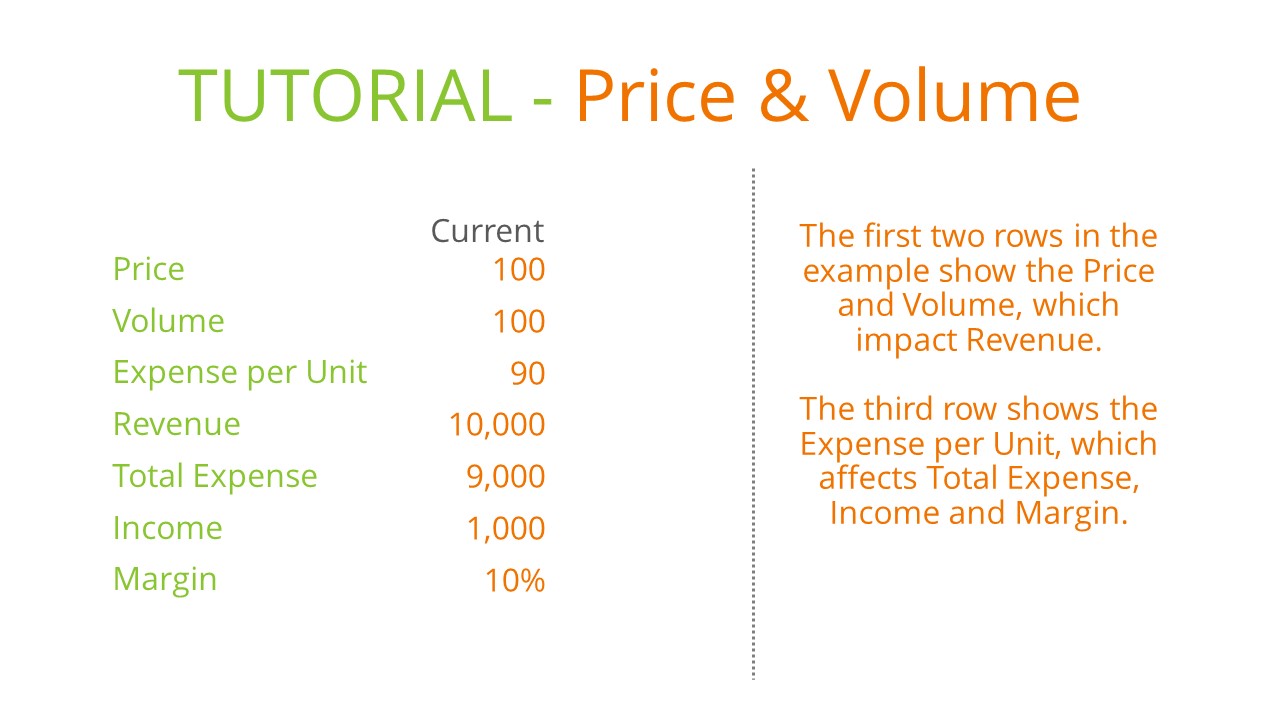 TUTORIAL - Price & Volume
Current
Price 100
Volume 100
Expense per Unit 90
Revenue 10,000
Total Expense 9,000
Income 1,000
Margin 10%
The first two rows in the
example show the Price
and Volume, which
impact Revenue.
The third row shows the
Expense per Unit, which
affects Total Expense,
Income and Margin.